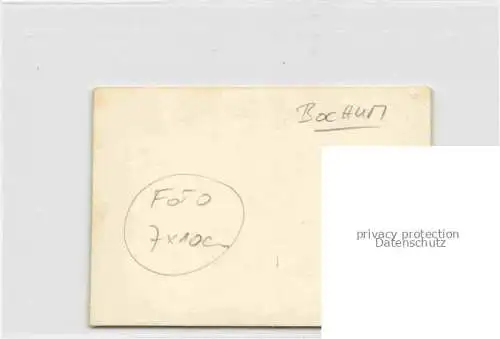 BOCHUM
FOTO
7x10cm
privacy protection
Datenschutz